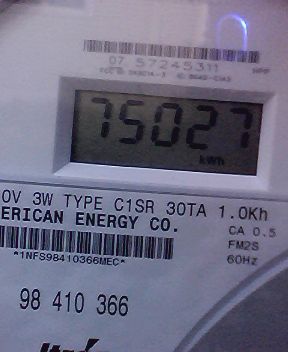 07 57245311
75027
kWh
0V 3W TYPE C1SR 30TA 1.0Kh
ERICAN ENERGY CO.
CA 0.5
FM2S
*1NFS98410366MEC*
60Hz
98 410 366